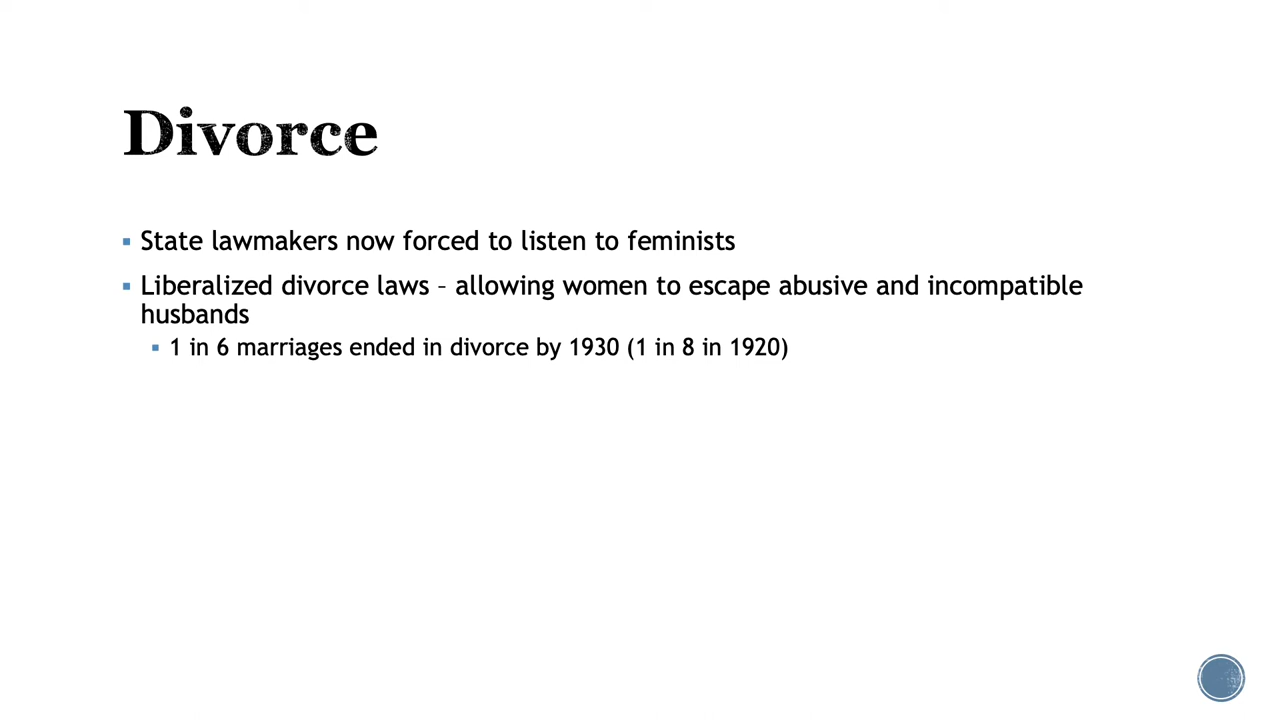 Divorce
▪ State lawmakers now forced to listen to feminists
▪ Liberalized divorce laws – allowing women to escape abusive and incompatible
husbands
▪ 1 in 6 marriages ended in divorce by 1930 (1 in 8 in 1920)